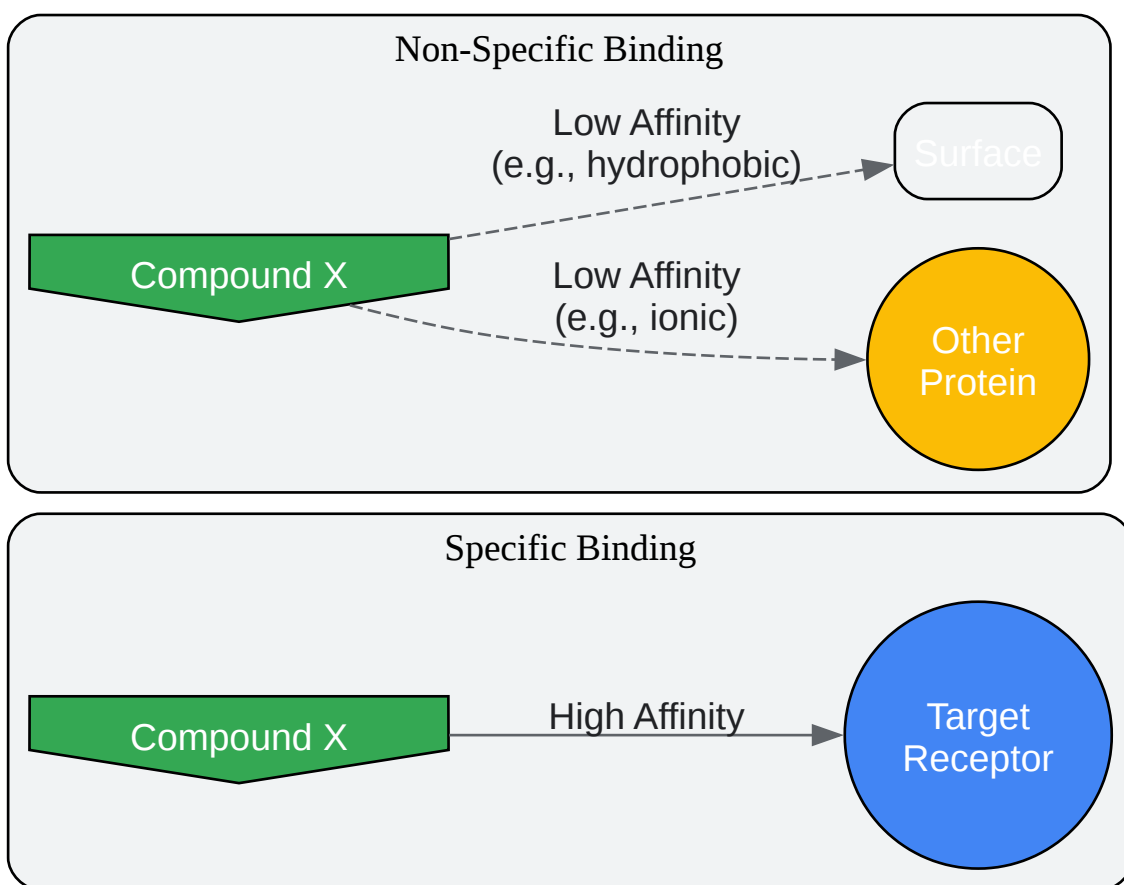 Non-Specific Binding
Low Affinity
(e.g., hydrophobic)
Surface
Compound X
Low Affinity
(e.g., ionic)
Other
Protein
Specific Binding
Compound X
High Affinity
Target
Receptor